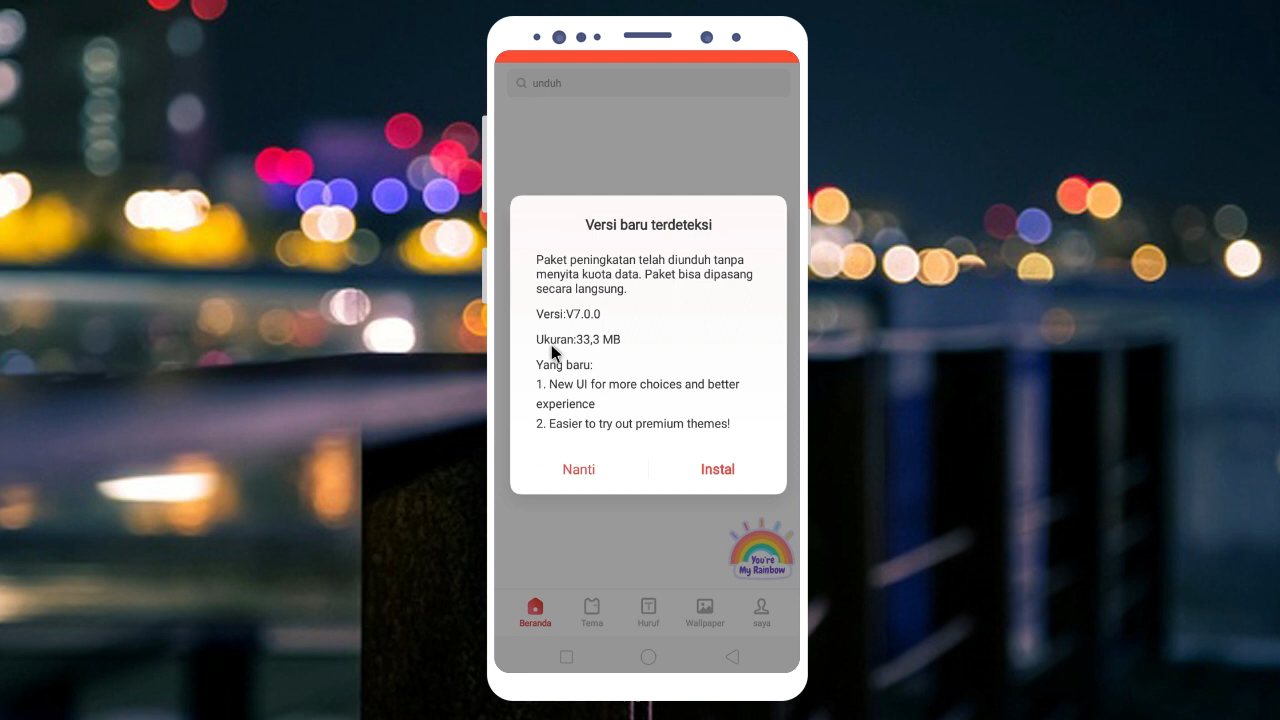 unduh
Versi baru terdeteksi
Paket peningkatan telah diunduh tanpa
menyita kuota data. Paket bisa dipasang
secara langsung.
Versi:V7.0.0
Ukuran:33,3 MB
Yang baru:
1. New UI for more choices and better
experience
2. Easier to try out premium themes!
Nanti
Instal
You're
My Rainbow
Beranda
Tema
Huruf
Wallpaper
saya